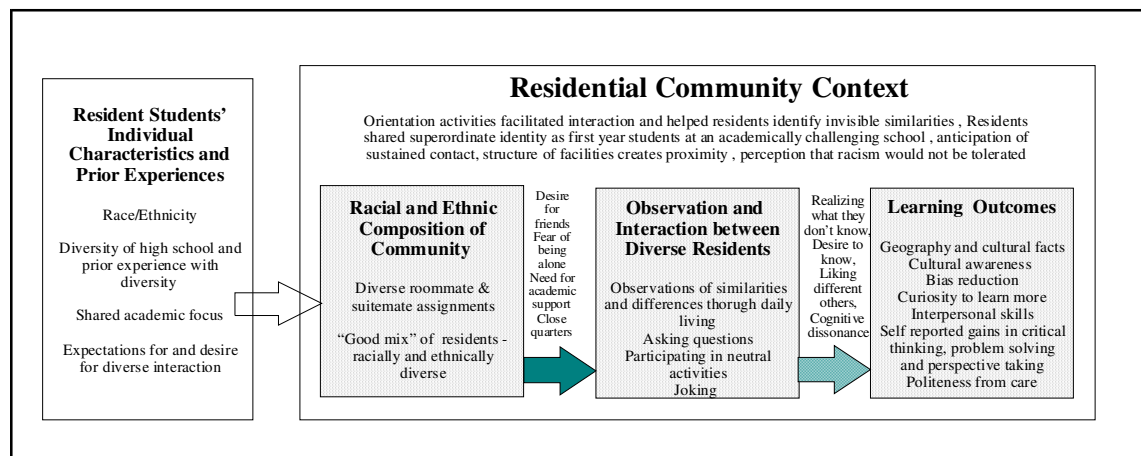 Resident Students'
Individual
Characteristics and
Prior Experiences
Race/Ethnicity
Diversity of high school and
prior experience with
diversity
Shared academic focus
Expectations for and desire
for diverse interaction
Residential Community Context
Orientation activities facilitated interaction and helped residents identify invisible similarities , Residents
shared superordinate identity as first year students at an academically challenging school , anticipation of
sustained contact, structure of facilities creates proximity , perception that racism would not be tolerated
Racial and Ethnic
Composition of
Community
Diverse roommate &
suitemate assignments
“Good mix” of residents -
racially and ethnically
diverse
Desire
for
friends
Fear of
being
alone
Need for
academic
support
Close
quarters
Observation and
Interaction between
Diverse Residents
Observations of similarities
and differences thorugh daily
living
Asking questions
Participating in neutral
activities
Joking
Realizing
what they
don't know,
Desire to
know,
Liking
different
others,
Cognitive
dissonance,
Learning Outcomes
Geography and cultural facts
Cultural awareness
Bias reduction
Curiosity to learn more
Interpersonal skills
Self reported gains in critical
thinking, problem solving
and perspective taking
Politeness from care